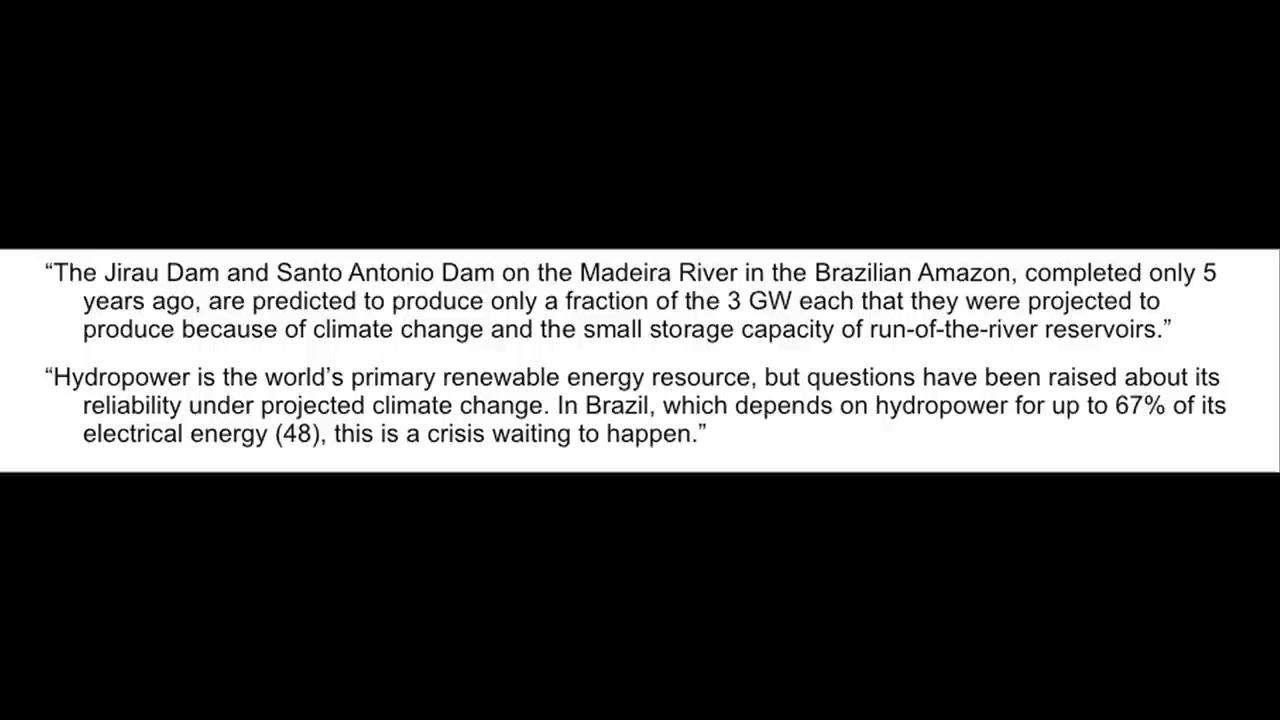 “The Jirau Dam and Santo Antonio Dam on the Madeira River in the Brazilian Amazon, completed only 5
years ago, are predicted to produce only a fraction of the 3 GW each that they were projected to
produce because of climate change and the small storage capacity of run-of-the-river reservoirs.”
“Hydropower is the world’s primary renewable energy resource, but questions have been raised about its
reliability under projected climate change. In Brazil, which depends on hydropower for up to 67% of its
electrical energy (48), this is a crisis waiting to happen.”